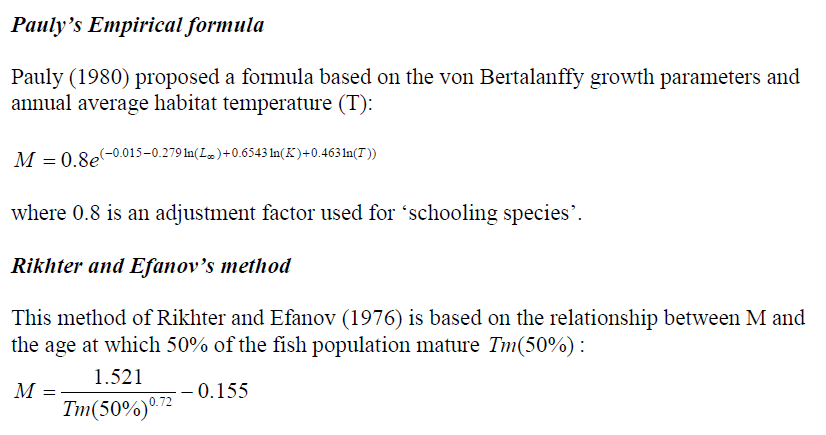 Pauly's Empirical formula
Pauly (1980) proposed a formula based on the von Bertalanffy growth parameters and
annual average habitat temperature (T):
M = 0.8e^(−0.015−0.279 ln(L∞)+0.6543 ln(K)+0.463 ln(T))
where 0.8 is an adjustment factor used for ‘schooling species’.
Rikhter and Efanov's method
This method of Rikhter and Efanov (1976) is based on the relationship between M and
the age at which 50% of the fish population mature Tm(50%) :
M = 1.521 / Tm(50%)^0.72 − 0.155